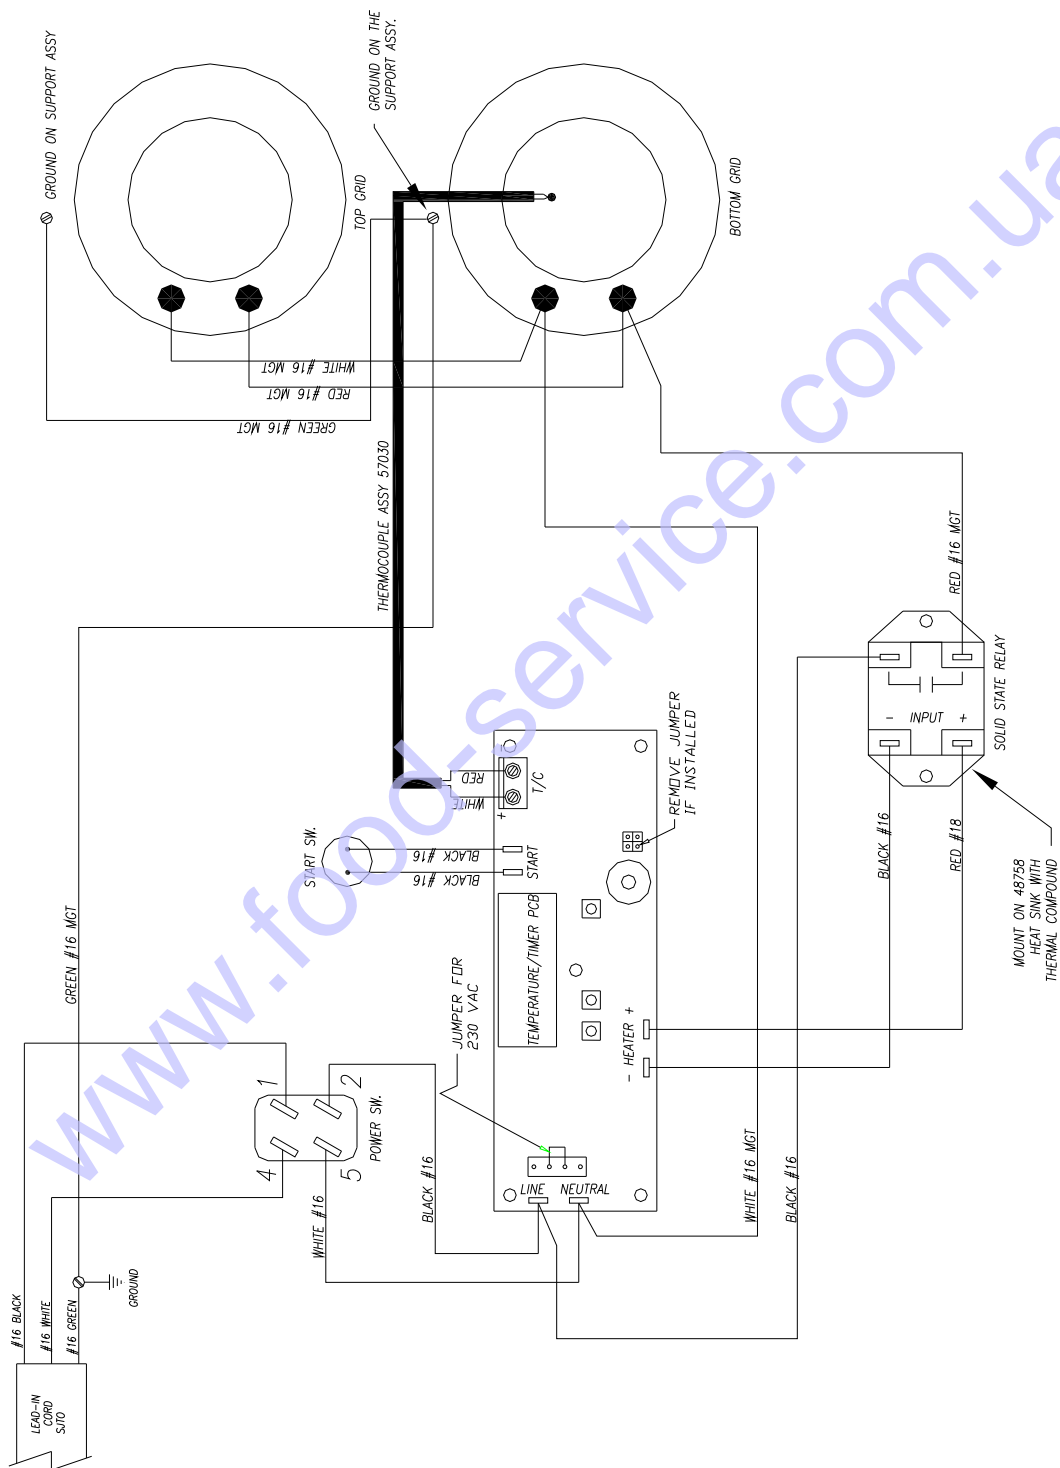 GROUND ON SUPPORT ASSY
GROUND ON THE
SUPPORT ASSY.
TOP GRID
BOTTOM GRID
WHITE #16 MGT
RED #16 MGT
GREEN #16 MGT
THERMOCOUPLE ASSY 57030
RED #16 MGT
SOLID STATE RELAY
- INPUT +
BLACK #16
RED #18
MOUNT ON 48758
HEAT SINK WITH
THERMAL COMPOUND
REMOVE JUMPER
IF INSTALLED
RED
WHITE
+ -
T/C
START SW.
BLACK #16
BLACK #16
START
TEMPERATURE/TIMER PCB
JUMPER FOR
230 VAC
- HEATER +
LINE
NEUTRAL
GREEN #16 MGT
1
2
4
5
POWER SW.
WHITE #16
BLACK #16
WHITE #16 MGT
BLACK #16
GROUND
#16 BLACK
#16 WHITE
#16 GREEN
LEAD-IN
CORD
SJTO
www.food-service.com.ua